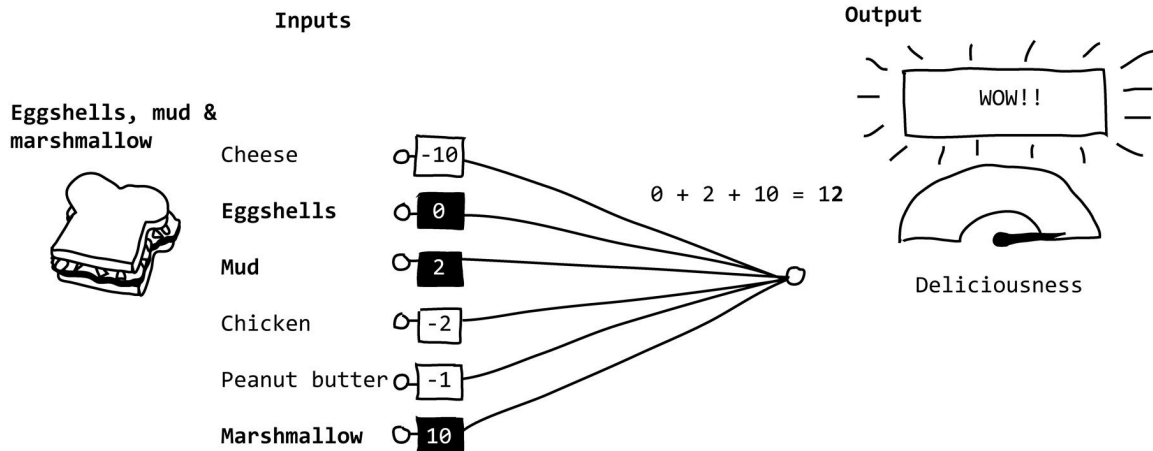 Inputs
Output
WOW!!
Eggshells, mud &
marshmallow
Cheese -10
Eggshells 0
Mud 2
Chicken -2
Peanut butter -1
Marshmallow 10
0 + 2 + 10 = 12
Deliciousness